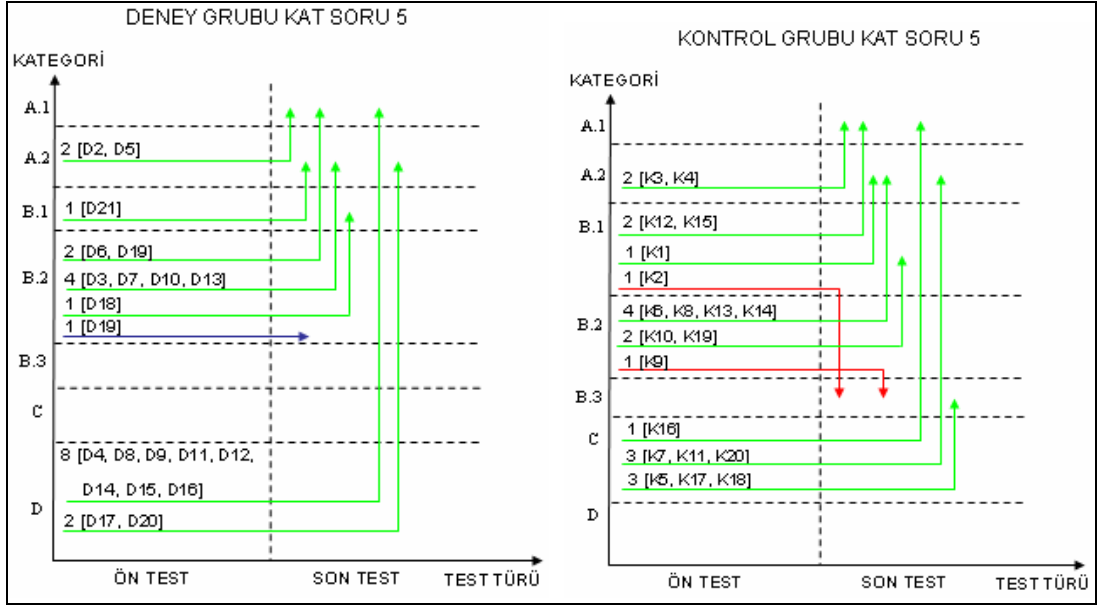 DENEY GRUBU KAT SORU 5
KATEGORİ
A.1
A.2
2 [D2, D5]
B.1
1 [D21]
2 [D6, D19]
B.2
4 [D3, D7, D10, D13]
1 [D18]
1 [D19]
B.3
C
8 [D4, D8, D9, D11, D12,
D14, D15, D16]
D
2 [D17, D20]
ÖN TEST
SON TEST
TEST TÜRÜ
KONTROL GRUBU KAT SORU 5
KATEGORİ
A.1
A.2
2 [K3, K4]
B.1
2 [K12, K15]
1 [K1]
1 [K2]
B.2
4 [K6, K8, K13, K14]
2 [K10, K19]
1 [K9]
B.3
C
1 [K16]
3 [K7, K11, K20]
3 [K5, K17, K18]
D
ÖN TEST
SON TEST
TEST TÜRÜ